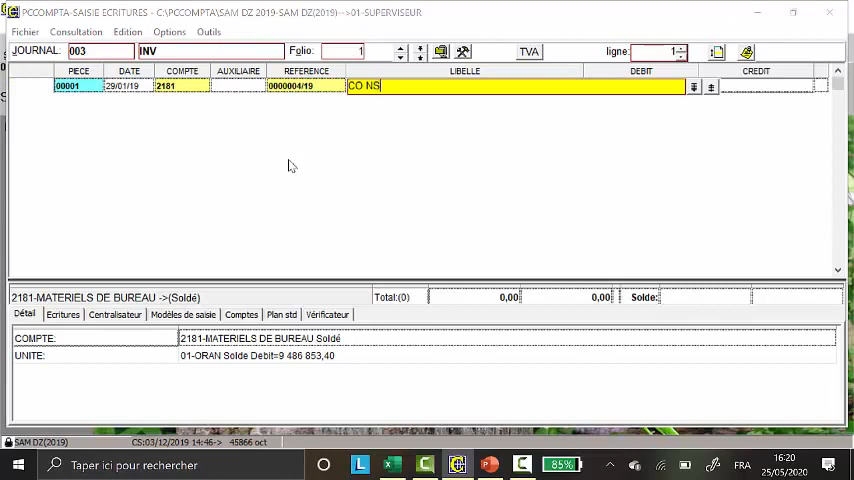 PCCOMPTA-SAISIE ECRITURES - C:\PCCOMPTA\SAM DZ 2019-SAM DZ(2019)-->01-SUPERVISEUR
Fichier Consultation Edition Options Outils
JOURNAL: 003 INV Folio: 1 TVA ligne: 1
PIECE DATE COMPTE AUXILIAIRE REFERENCE LIBELLE DEBIT CREDIT
00001 29/01/19 2181 0000004/19 CO NS
2181-MATERIELS DE BUREAU ->(Soldé) Total:(0) 0,00 0,00 Solde:
Détail Ecritures Centralisateur Modèles de saisie Comptes Plan std Vérificateur
COMPTE: 2181-MATERIELS DE BUREAU Soldé
UNITE: 01-ORAN Solde Debit=9 486 853,40
SAM DZ(2019) CS:03/12/2019 14:46-> 45866 oct
Taper ici pour rechercher 85% FRA 16:20
25/05/2020